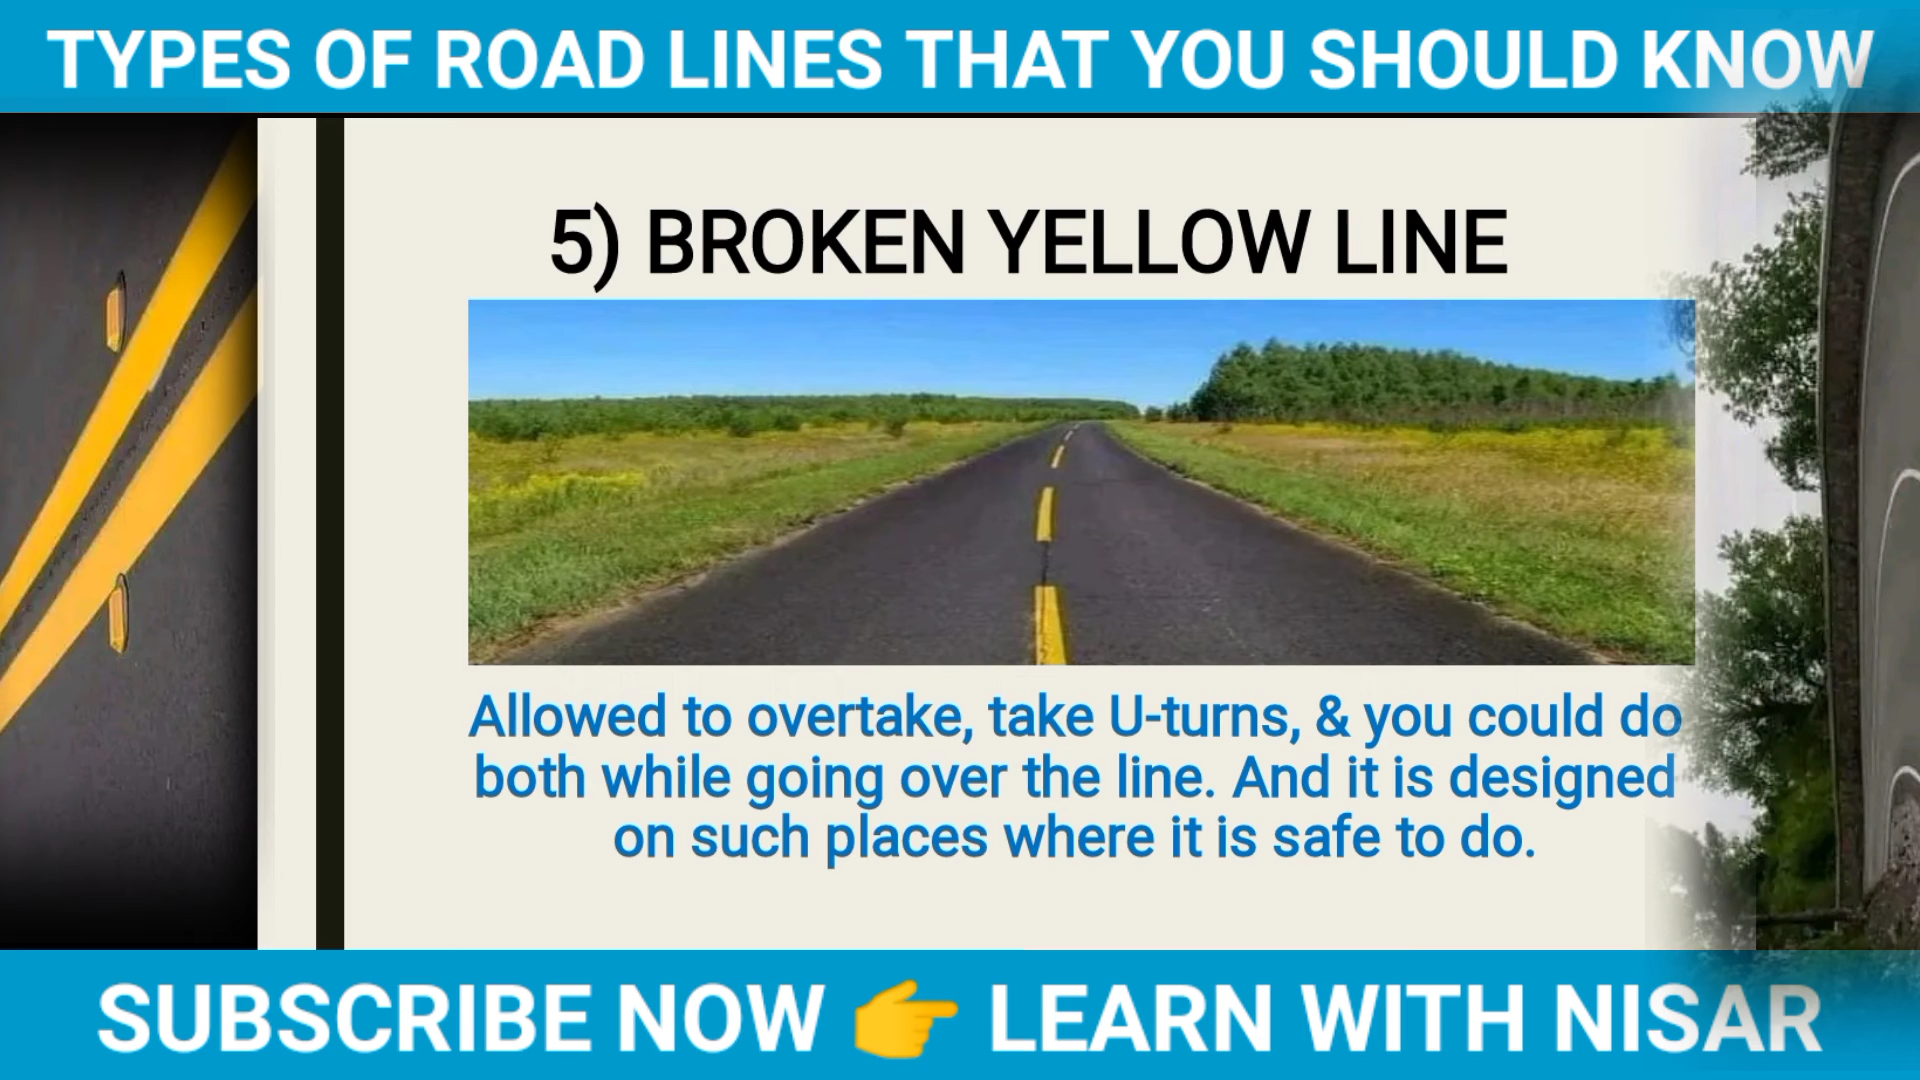 TYPES OF ROAD LINES THAT YOU SHOULD KNOW
5) BROKEN YELLOW LINE
Allowed to overtake, take U-turns, & you could do
both while going over the line. And it is designed
on such places where it is safe to do.
SUBSCRIBE NOW 👉 LEARN WITH NISAR